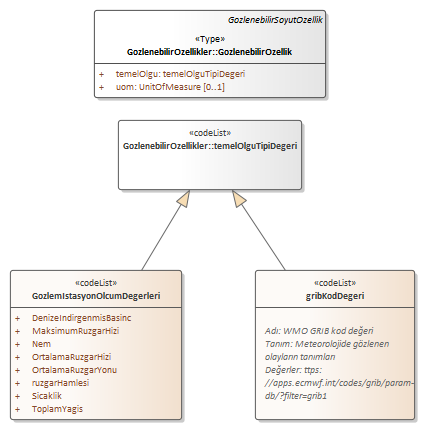 GozlenebilirSoyutOzellik
«Type»
GozlenebilirOzellikler::GozlenebilirOzellik
+ temelOlgu: temelOlguTipiDegeri
+ uom: UnitOfMeasure [0..1]
«codeList»
GozlenebilirOzellikler::temelOlguTipiDegeri
«codeList»
GozlemIstasyonOlcumDegerleri
+ DenizeIndirgenmisBasinc
+ MaksimumRuzgarHizi
+ Nem
+ OrtalamaRuzgarHizi
+ OrtalamaRuzgarYonu
+ ruzgarHamlesi
+ Sicaklik
+ ToplamYagis
«codeList»
gribKodDegeri
Adı: WMO GRIB kod değeri
Tanım: Meteorolojide gözlenen
olayların tanımları
Değerler: ttps:
//apps.ecmwf.int/codes/grib/param-
db/?filter=grib1